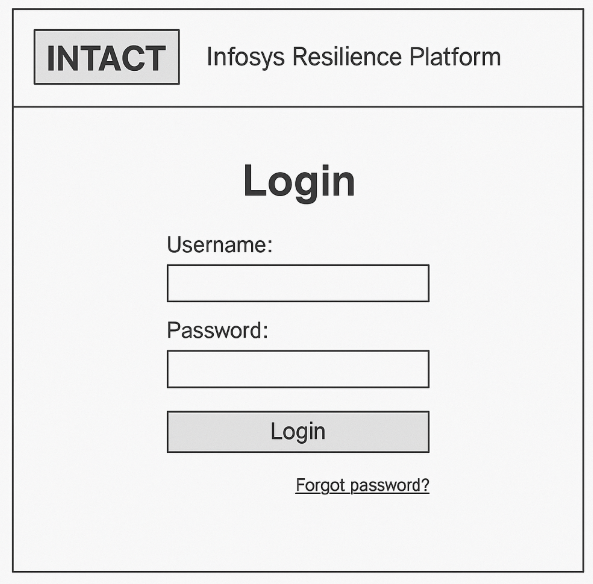 INTACT Infosys Resilience Platform
Login
Username:
Password:
Login
Forgot password?